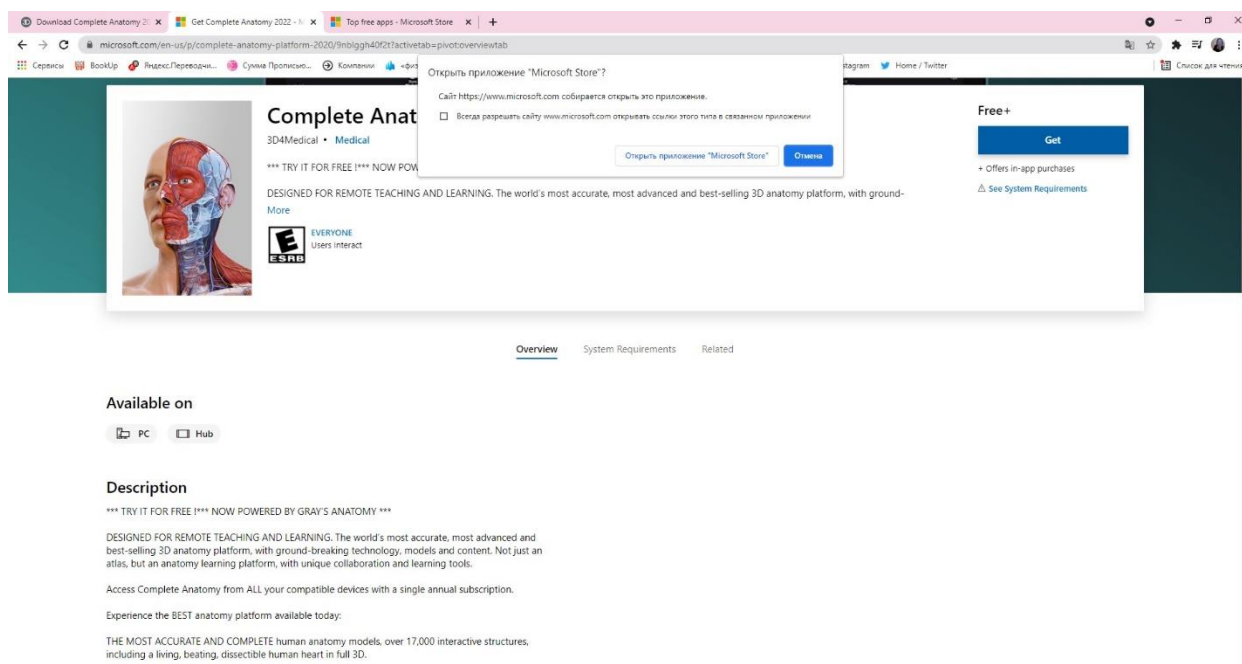 Download Complete Anatomy 2
Get Complete Anatomy 2022 -
Top free apps - Microsoft Store
microsoft.com/en-us/p/complete-anatomy-platform-2020/9nblggh40f2t?activetab=pivot:overviewtab
Сервисы BookUp Яндекс.Переводчи... Сумма Прописью... Компании Home / Twitter Список для чтения
Открыть приложение "Microsoft Store"?
Сайт https://www.microsoft.com собирается открыть это приложение.
Всегда разрешать сайту www.microsoft.com открывать ссылки этого типа в связанном приложении
Открыть приложение "Microsoft Store" Отмена
Complete Anat
3D4Medical • Medical
*** TRY IT FOR FREE !*** NOW POW
DESIGNED FOR REMOTE TEACHING AND LEARNING. The world's most accurate, most advanced and best-selling 3D anatomy platform, with ground-
More
E
ESRB
EVERYONE
Users interact
Free+
Get
+ Offers in-app purchases
See System Requirements
Overview System Requirements Related
Available on
PC Hub
Description
*** TRY IT FOR FREE !*** NOW POWERED BY GRAY'S ANATOMY ***
DESIGNED FOR REMOTE TEACHING AND LEARNING. The world's most accurate, most advanced and
best-selling 3D anatomy platform, with ground-breaking technology, models and content. Not just an
atlas, but an anatomy learning platform, with unique collaboration and learning tools.
Access Complete Anatomy from ALL your compatible devices with a single annual subscription.
Experience the BEST anatomy platform available today:
THE MOST ACCURATE AND COMPLETE human anatomy models, over 17,000 interactive structures,
including a living, beating, dissectible human heart in full 3D.